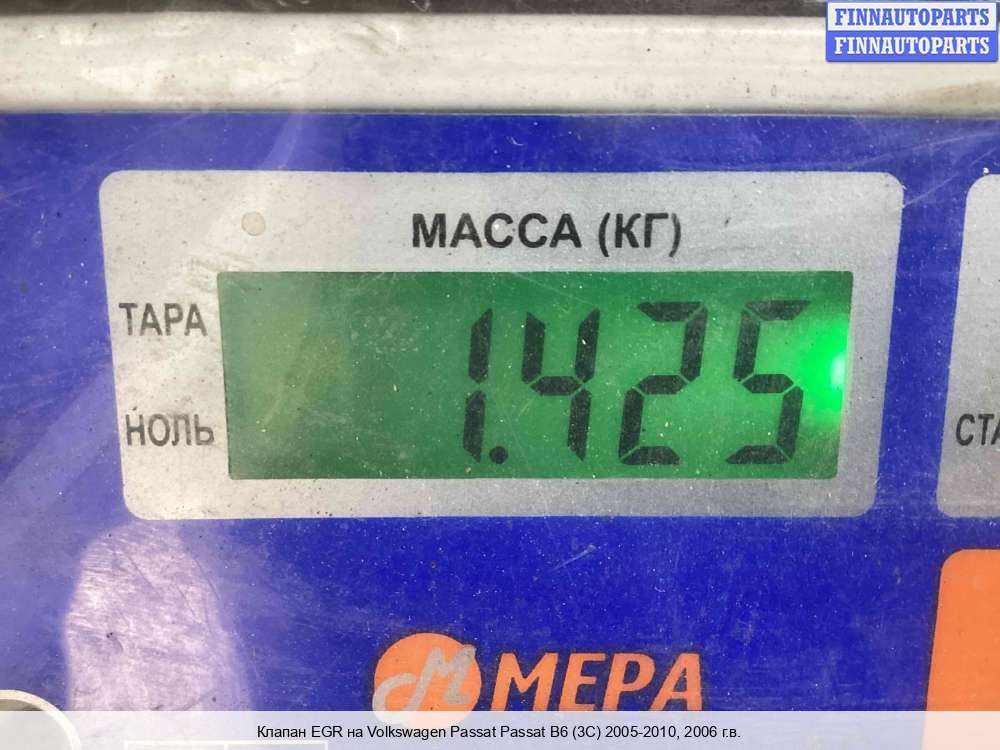 FINNAUTOPARTS
FINNAUTOPARTS
МАССА (КГ)
ТАРА
1.425
НОЛЬ
СТА
МЕРА
Клапан EGR на Volkswagen Passat Passat B6 (3C) 2005-2010, 2006 г.в.